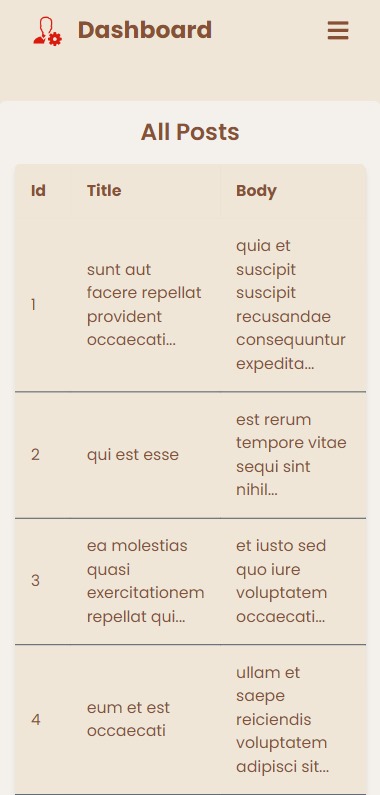 Dashboard
All Posts
Id Title Body
1
sunt aut
facere repellat
provident
occaecati...
quia et
suscipit
suscipit
recusandae
consequuntur
expedita...
2
qui est esse
est rerum
tempore vitae
sequi sint
nihil...
3
ea molestias
quasi
exercitationem
repellat qui...
et iusto sed
quo iure
voluptatem
occaecati...
4
eum et est
occaecati
ullam et
saepe
reiciendis
voluptatem
adipisci sit...